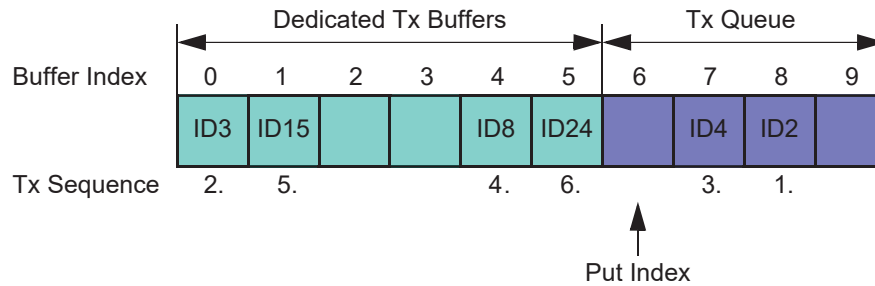 Dedicated Tx Buffers Tx Queue
Buffer Index 0 1 2 3 4 5 6 7 8 9
ID3 ID15 ID8 ID24 ID4 ID2
Tx Sequence 2. 5. 4. 6. 3. 1.
Put Index